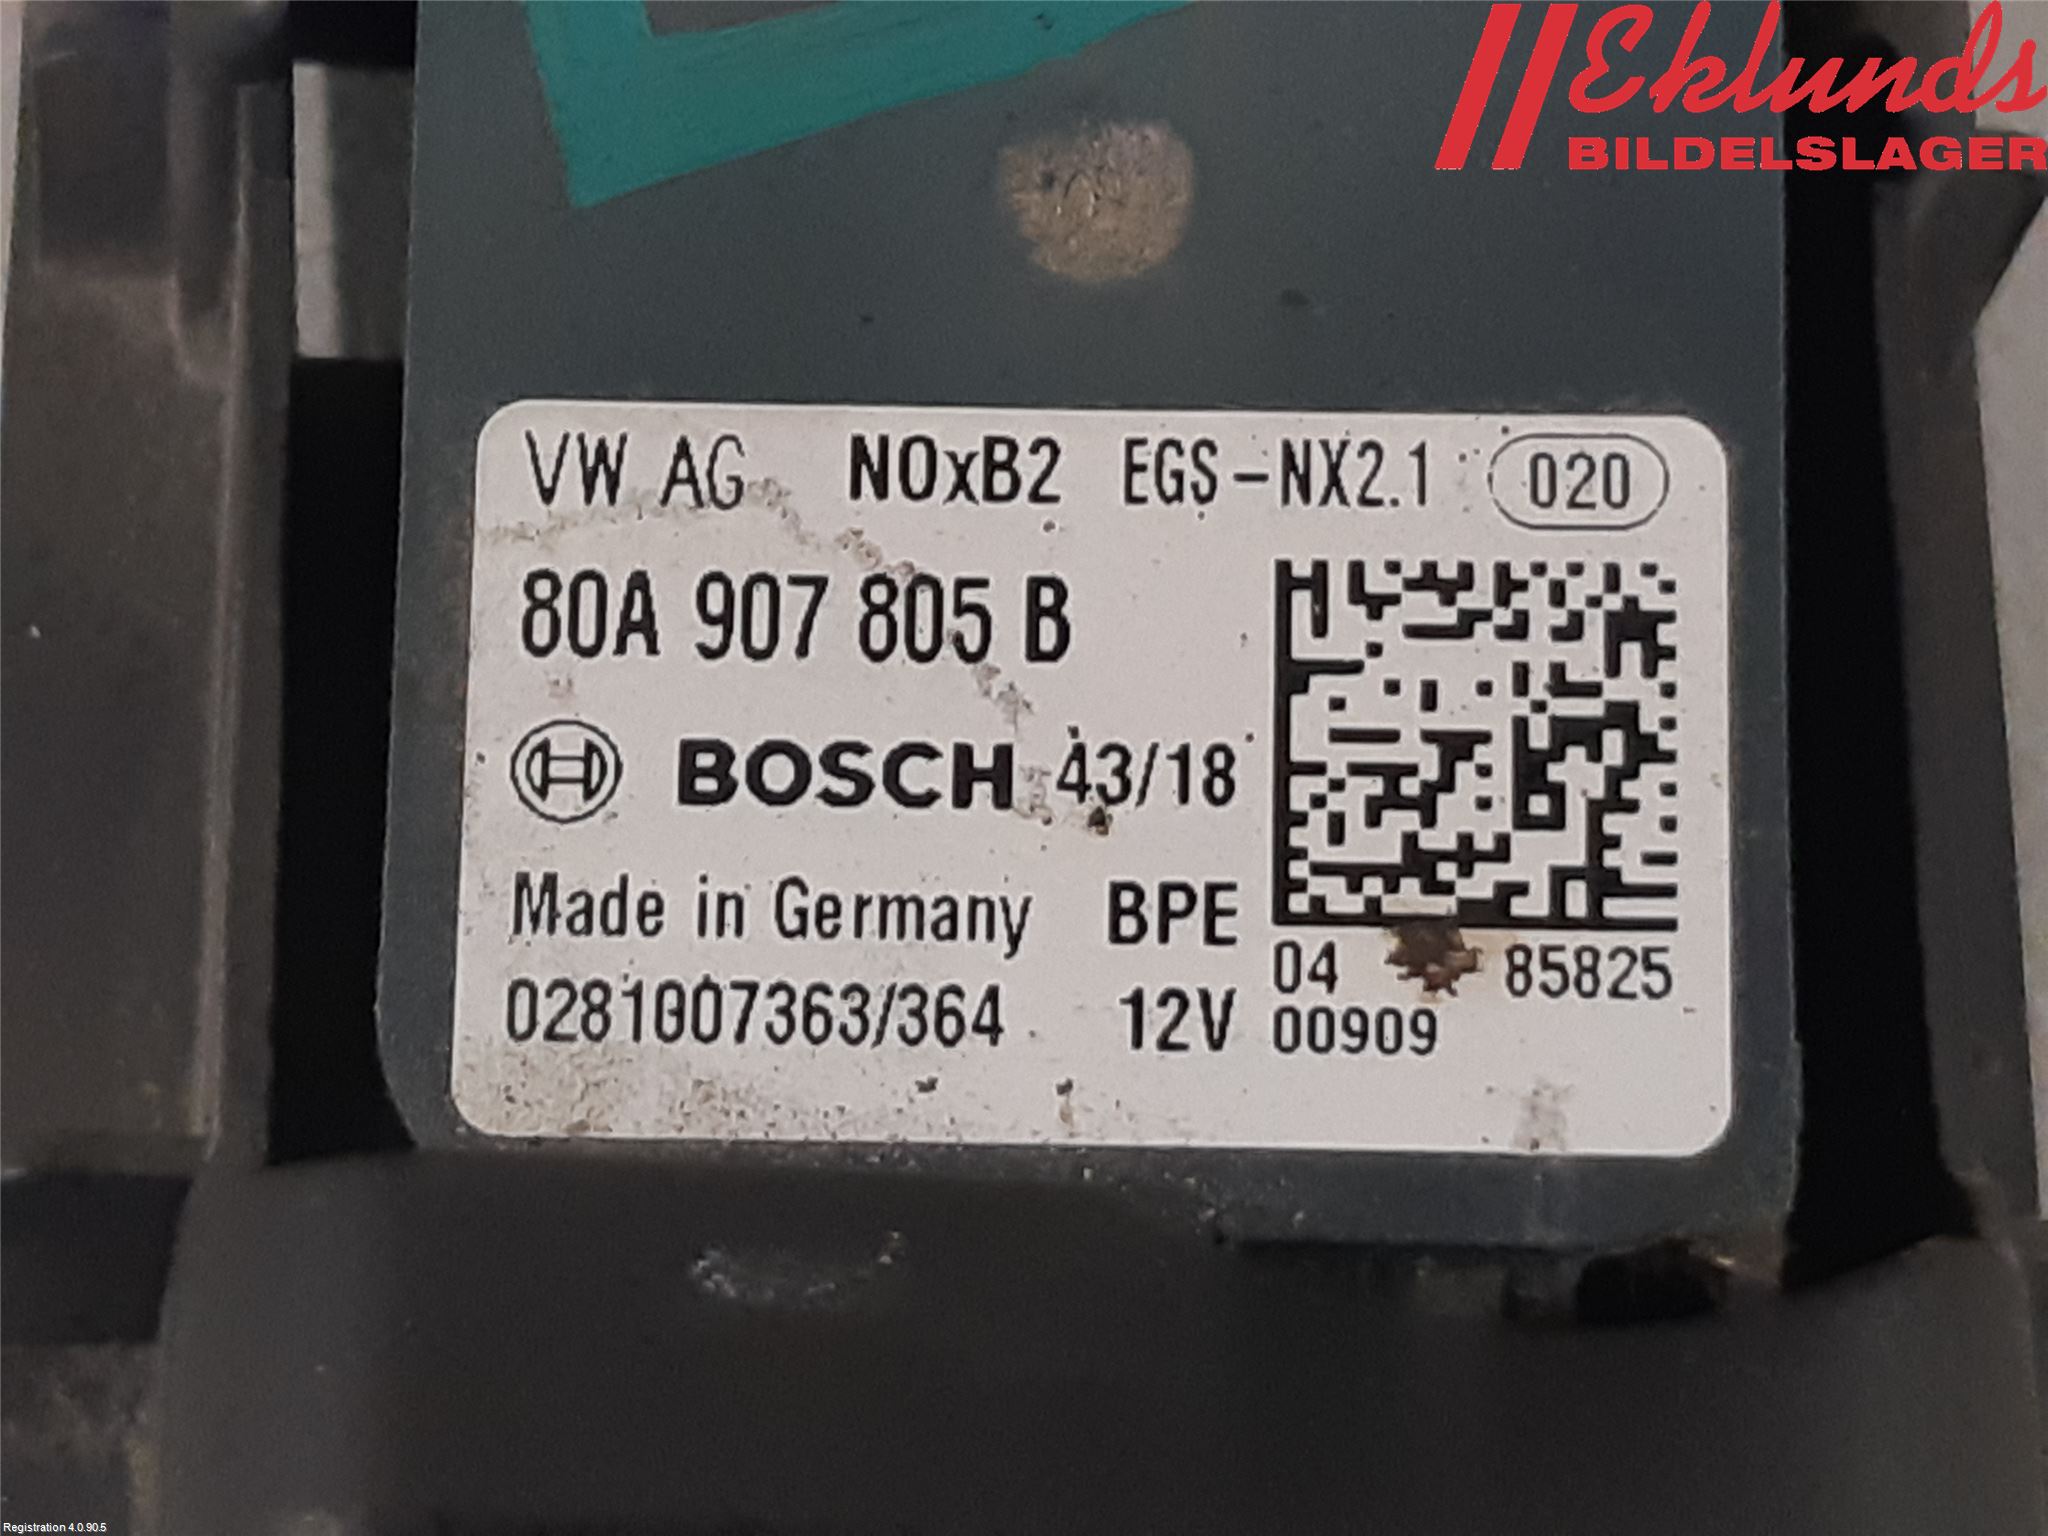 Eklunds
BILDELSLAGER
VW AG NOxB2 EGS-NX2.1 020
80A 907 805 B
BOSCH 43/18
Made in Germany BPE
04 85825
0281007363/364 12V 00909
Registration 4.0.90.5